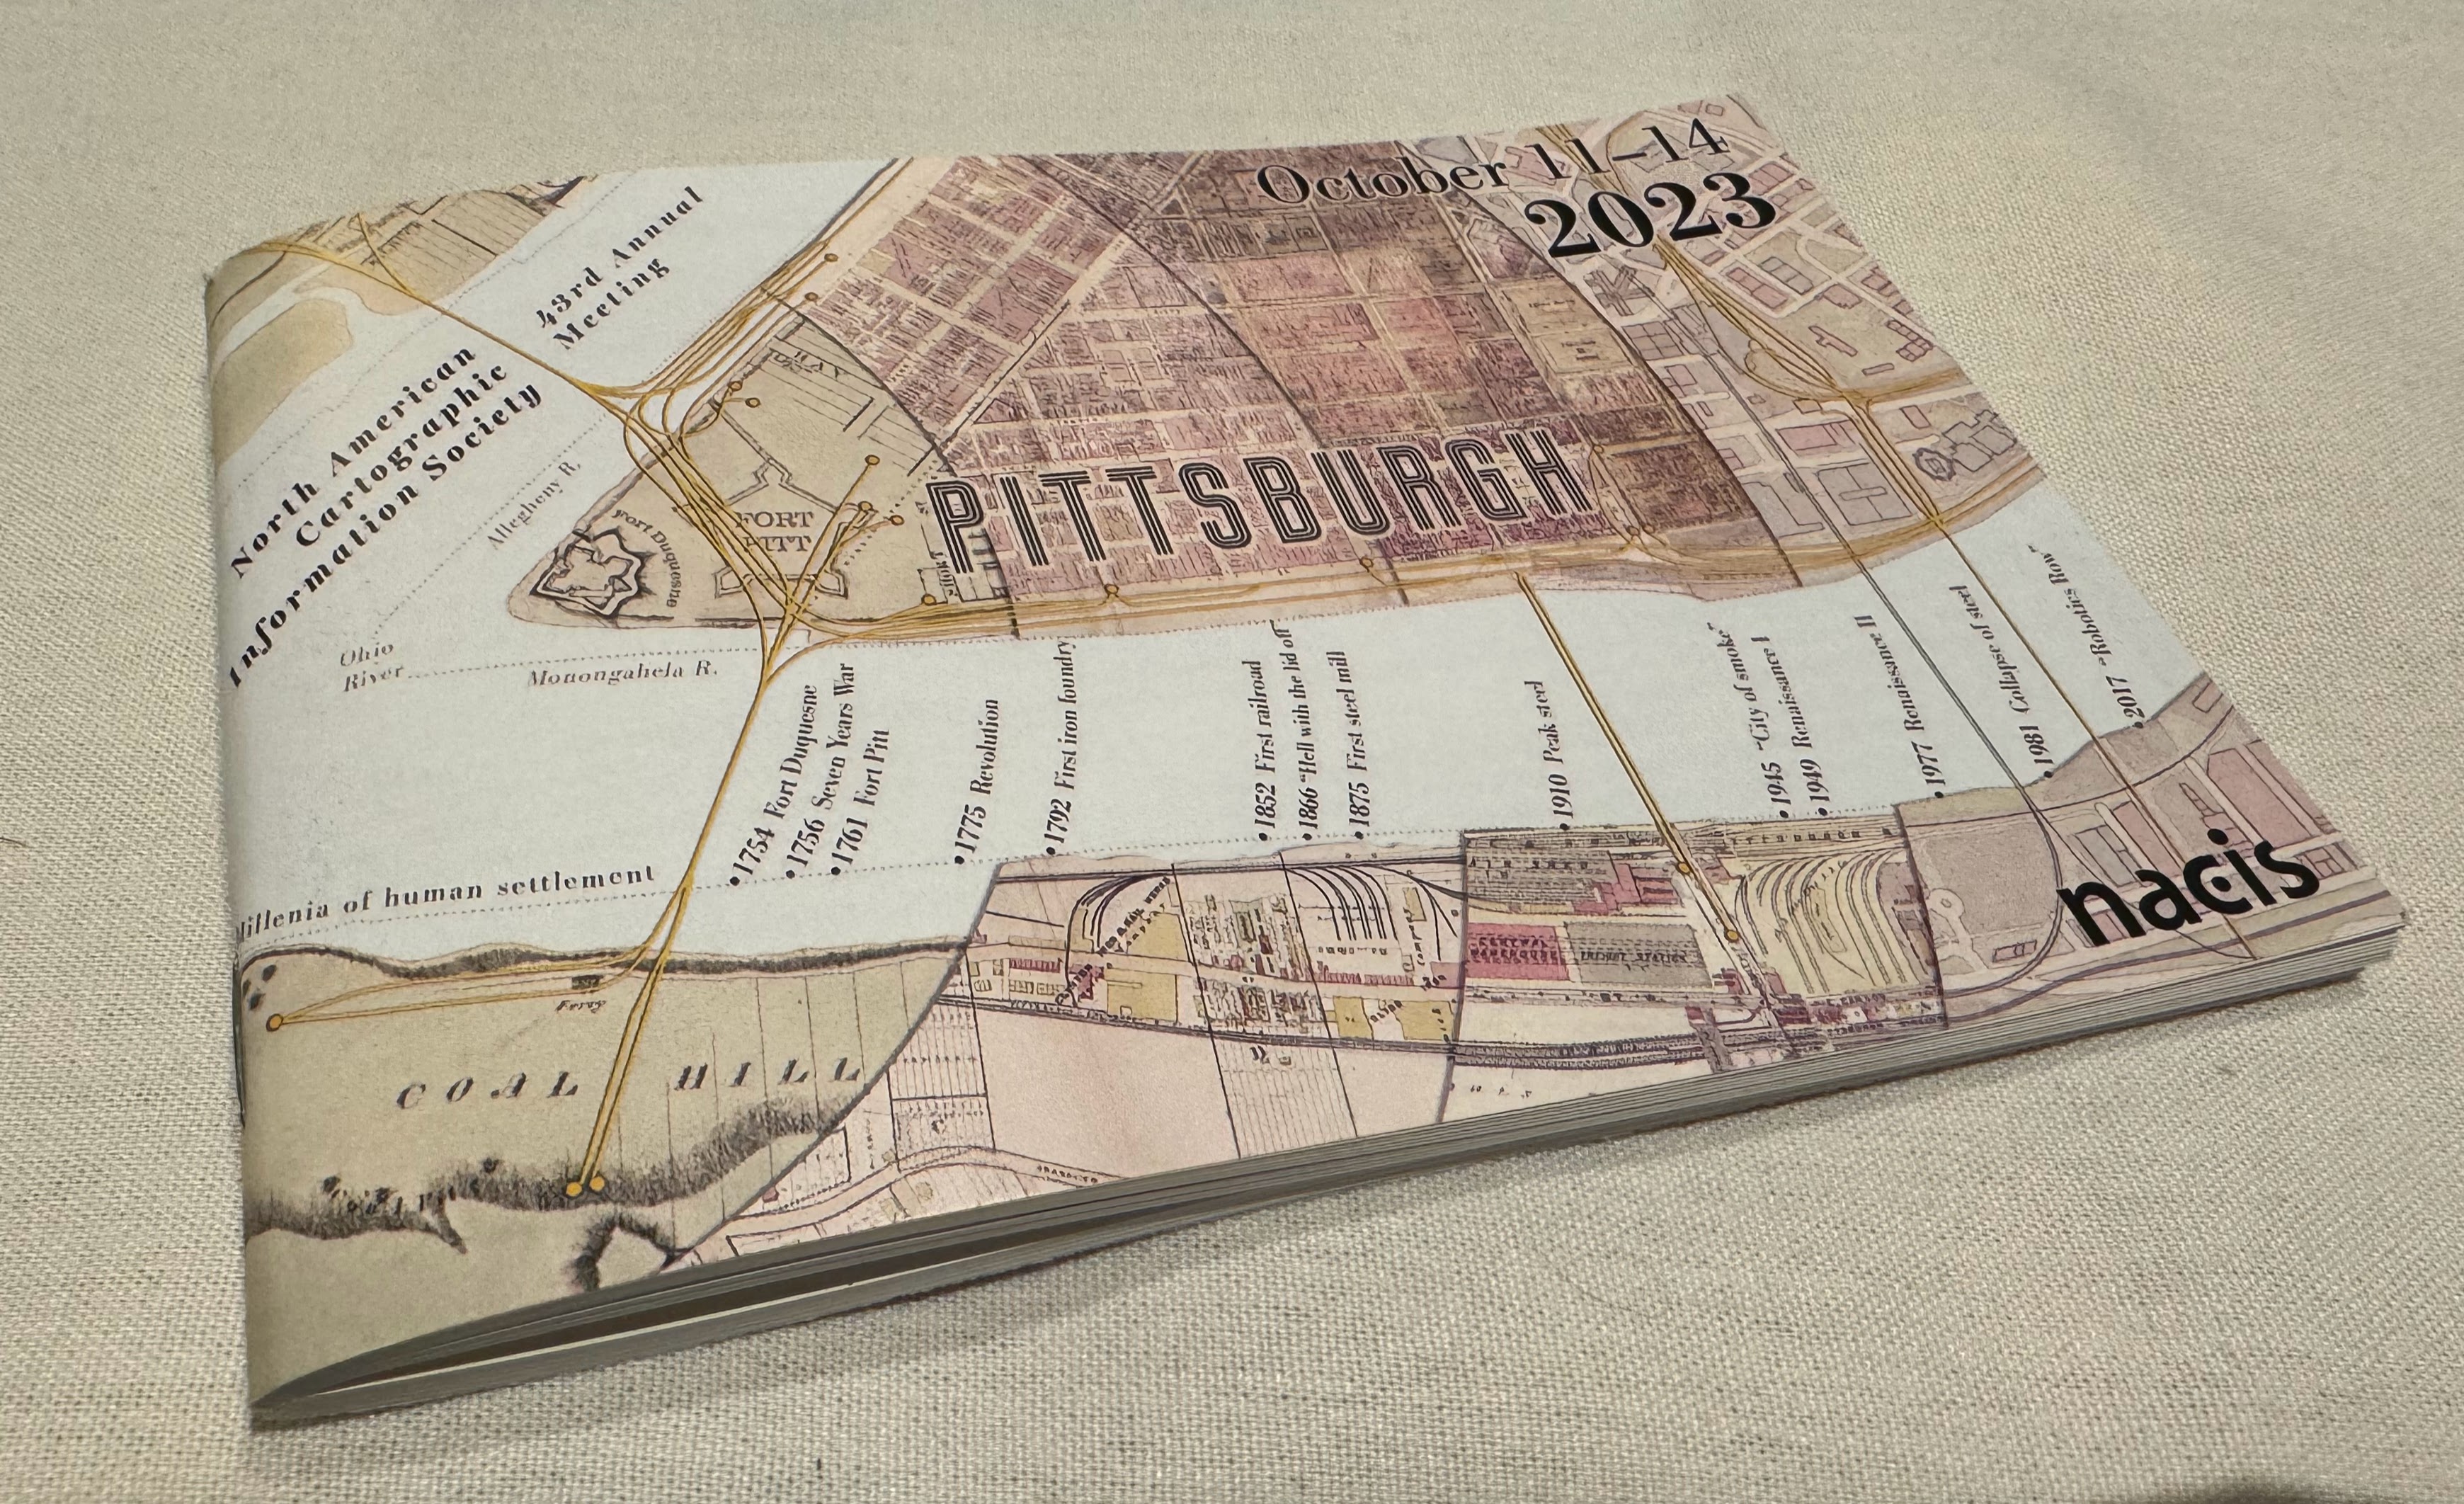 October 11–14
2023
43rd Annual
Meeting
North American
Cartographic
Information Society
Allegheny R.
FORT
PITT
Fort Duquesne
PITTSBURGH
Ohio
River
Monongahela R.
Millenia of human settlement
•1754 Fort Duquesne
•1756 Seven Years War
•1761 Fort Pitt
•1775 Revolution
•1792 First iron foundry
•1852 First railroad
•1866 “Hell with the lid off”
•1875 First steel mill
•1910 Peak steel
•1945 “City of smoke”
•1949 Renaissance I
•1977 Renaissance II
•1981 Collapse of steel
•2017 “Robotics Row”
nacis
COAL HILL